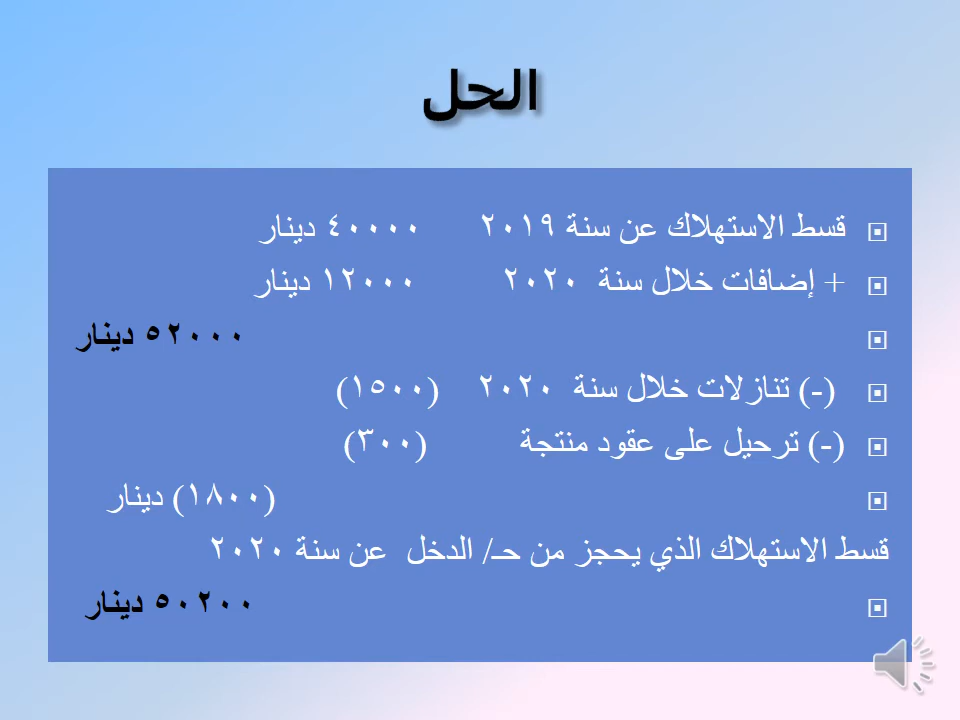 الحل
قسط الاستهلاك عن سنة ٢٠١٩ ٤٠٠٠٠ دينار
+ إضافات خلال سنة ٢٠٢٠ ١٢٠٠٠ دينار
٥٢٠٠٠ دينار
(-) تنازلات خلال سنة ٢٠٢٠ (١٥٠٠)
(-) ترحيل على عقود منتجة (٣٠٠)
(١٨٠٠) دينار
قسط الاستهلاك الذي يحجز من حـ/ الدخل عن سنة ٢٠٢٠
٥٠٢٠٠ دينار